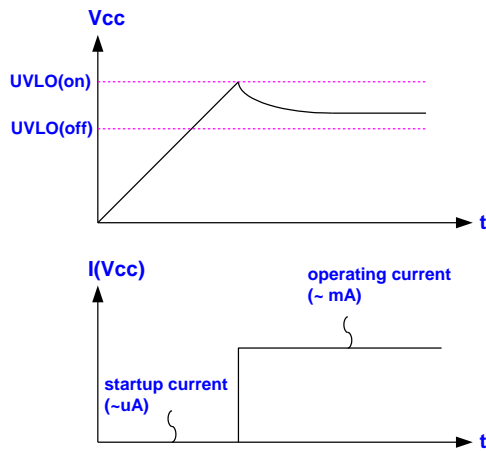 Vcc
UVLO(on)
UVLO(off)
t
I(Vcc)
operating current
(~ mA)
startup current
(~uA)
t